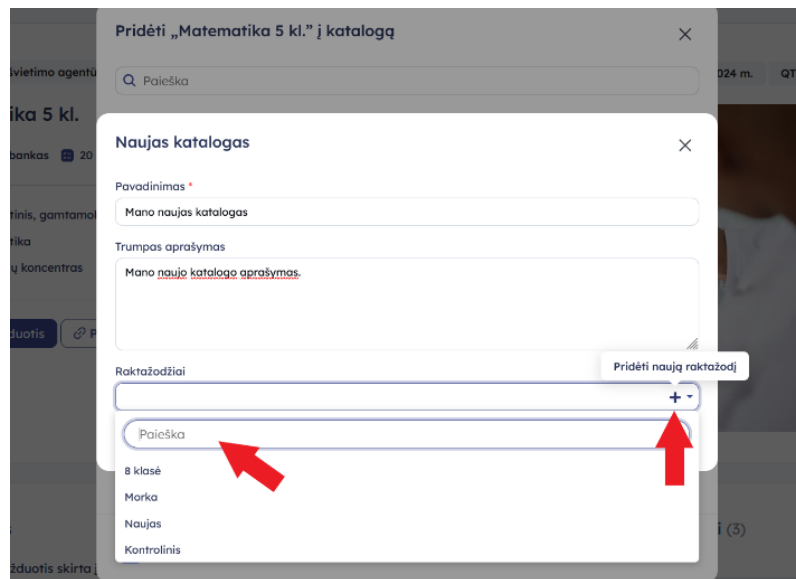 Pridėti „Matematika 5 kl.” į katalogą
Paieška
švietimo agentū
024 m.
QT
ika 5 kl.
bankas
20
Naujas katalogas
Pavadinimas *
Mano naujas katalogas
tinis, gamtamo
tika
ų koncentras
Trumpas aprašymas
Mano naujo katalogo aprašymas.
duotis
P
Pridėti naują raktažodį
Raktažodžiai
Paieška
8 klasė
Morka
Naujas
Kontrolinis
i (3)
žduotis skirta j